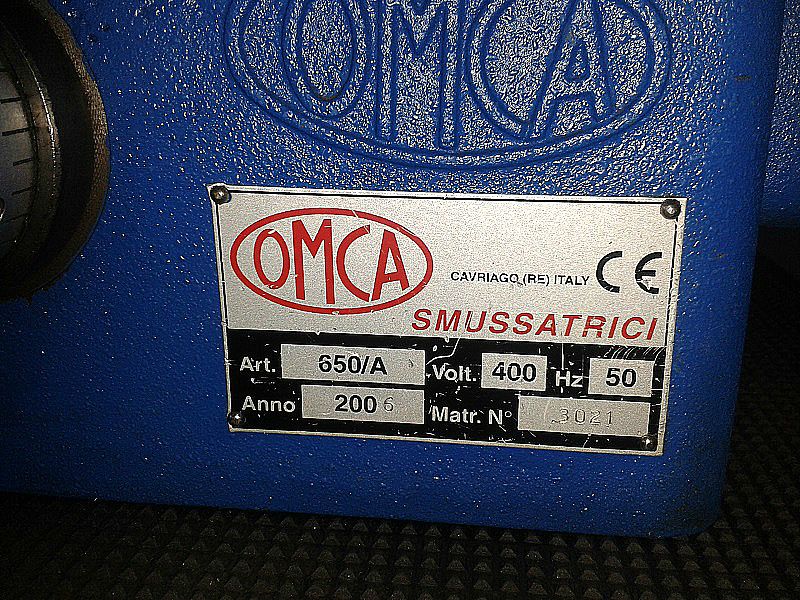 OMCA
OMCA
CAVRIAGO (RE) ITALY CE
SMUSSATRICI
Art. 650/A Volt. 400 Hz 50
Anno 2006 Matr. N° 3021